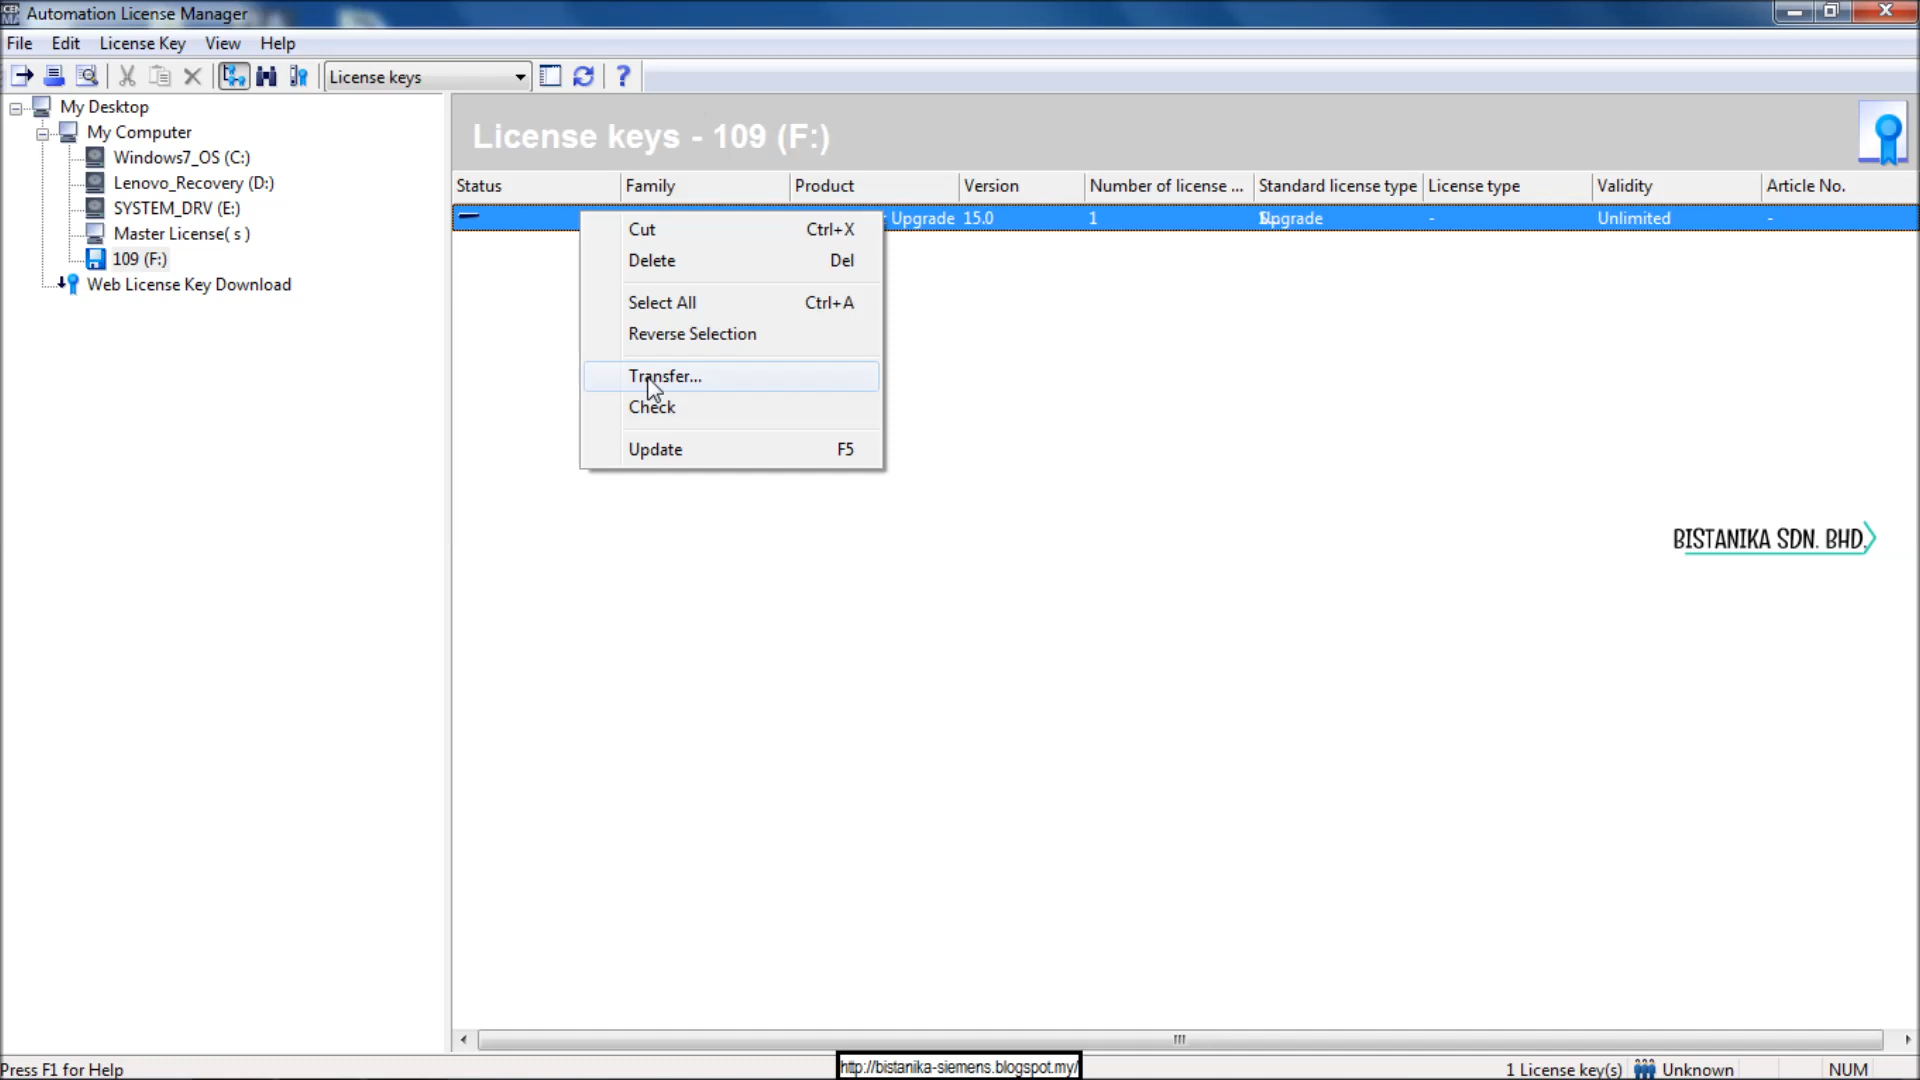 Automation License Manager
File Edit License Key View Help
License keys
My Desktop
My Computer
Windows7_OS (C:)
Lenovo_Recovery (D:)
SYSTEM_DRV (E:)
Master License( s )
109 (F:)
Web License Key Download
License keys - 109 (F:)
Status Family Product Version Number of license ... Standard license type License type Validity Article No.
Upgrade 15.0 1 Upgrade - Unlimited -
Cut Ctrl+X
Delete Del
Select All Ctrl+A
Reverse Selection
Transfer...
Check
Update F5
BISTANIKA SDN. BHD.
Press F1 for Help
http://bistanika-siemens.blogspot.my/
1 License key(s) Unknown NUM